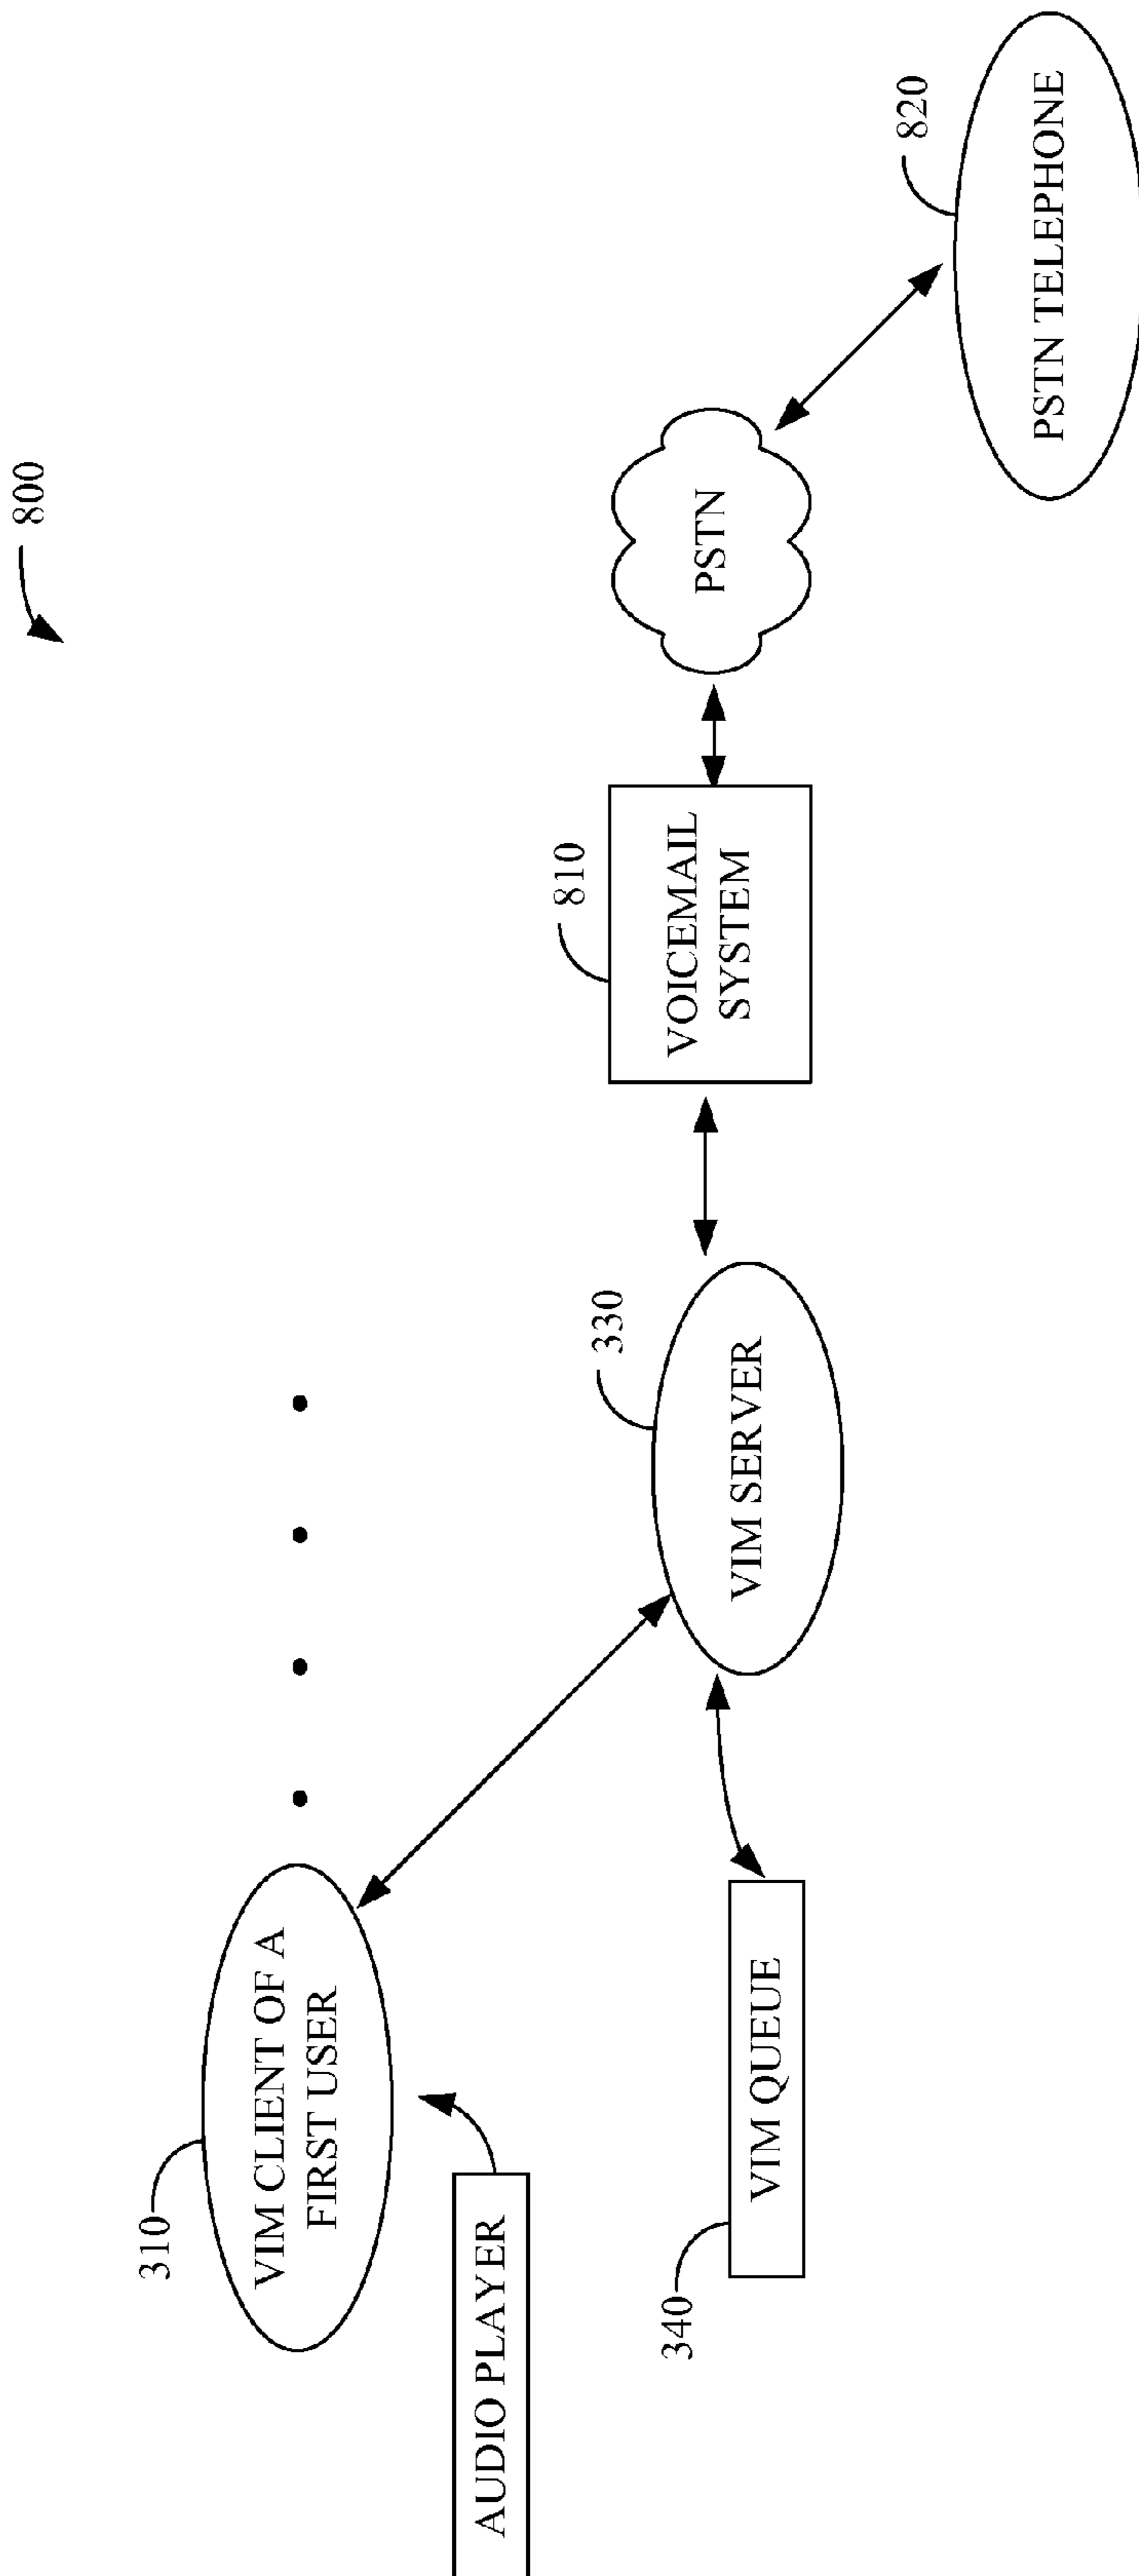 800
310
VIM CLIENT OF A
FIRST USER
AUDIO PLAYER
340
VIM QUEUE
330
VIM SERVER
810
VOICEMAIL
SYSTEM
PSTN
820
PSTN TELEPHONE